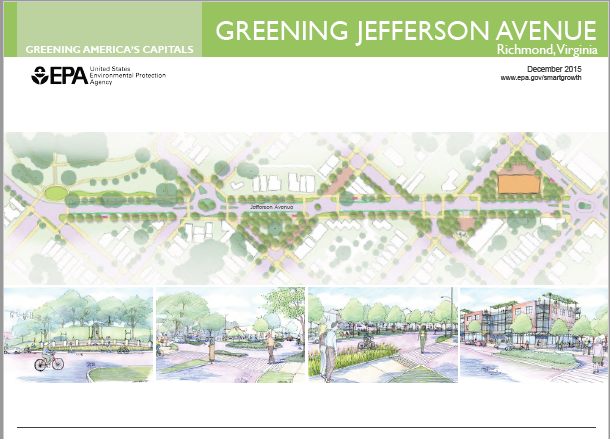 GREENING JEFFERSON AVENUE
GREENING AMERICA'S CAPITALS
Richmond, Virginia
EPA
United States
Environmental Protection
Agency
December 2015
www.epa.gov/smartgrowth
Jefferson Avenue